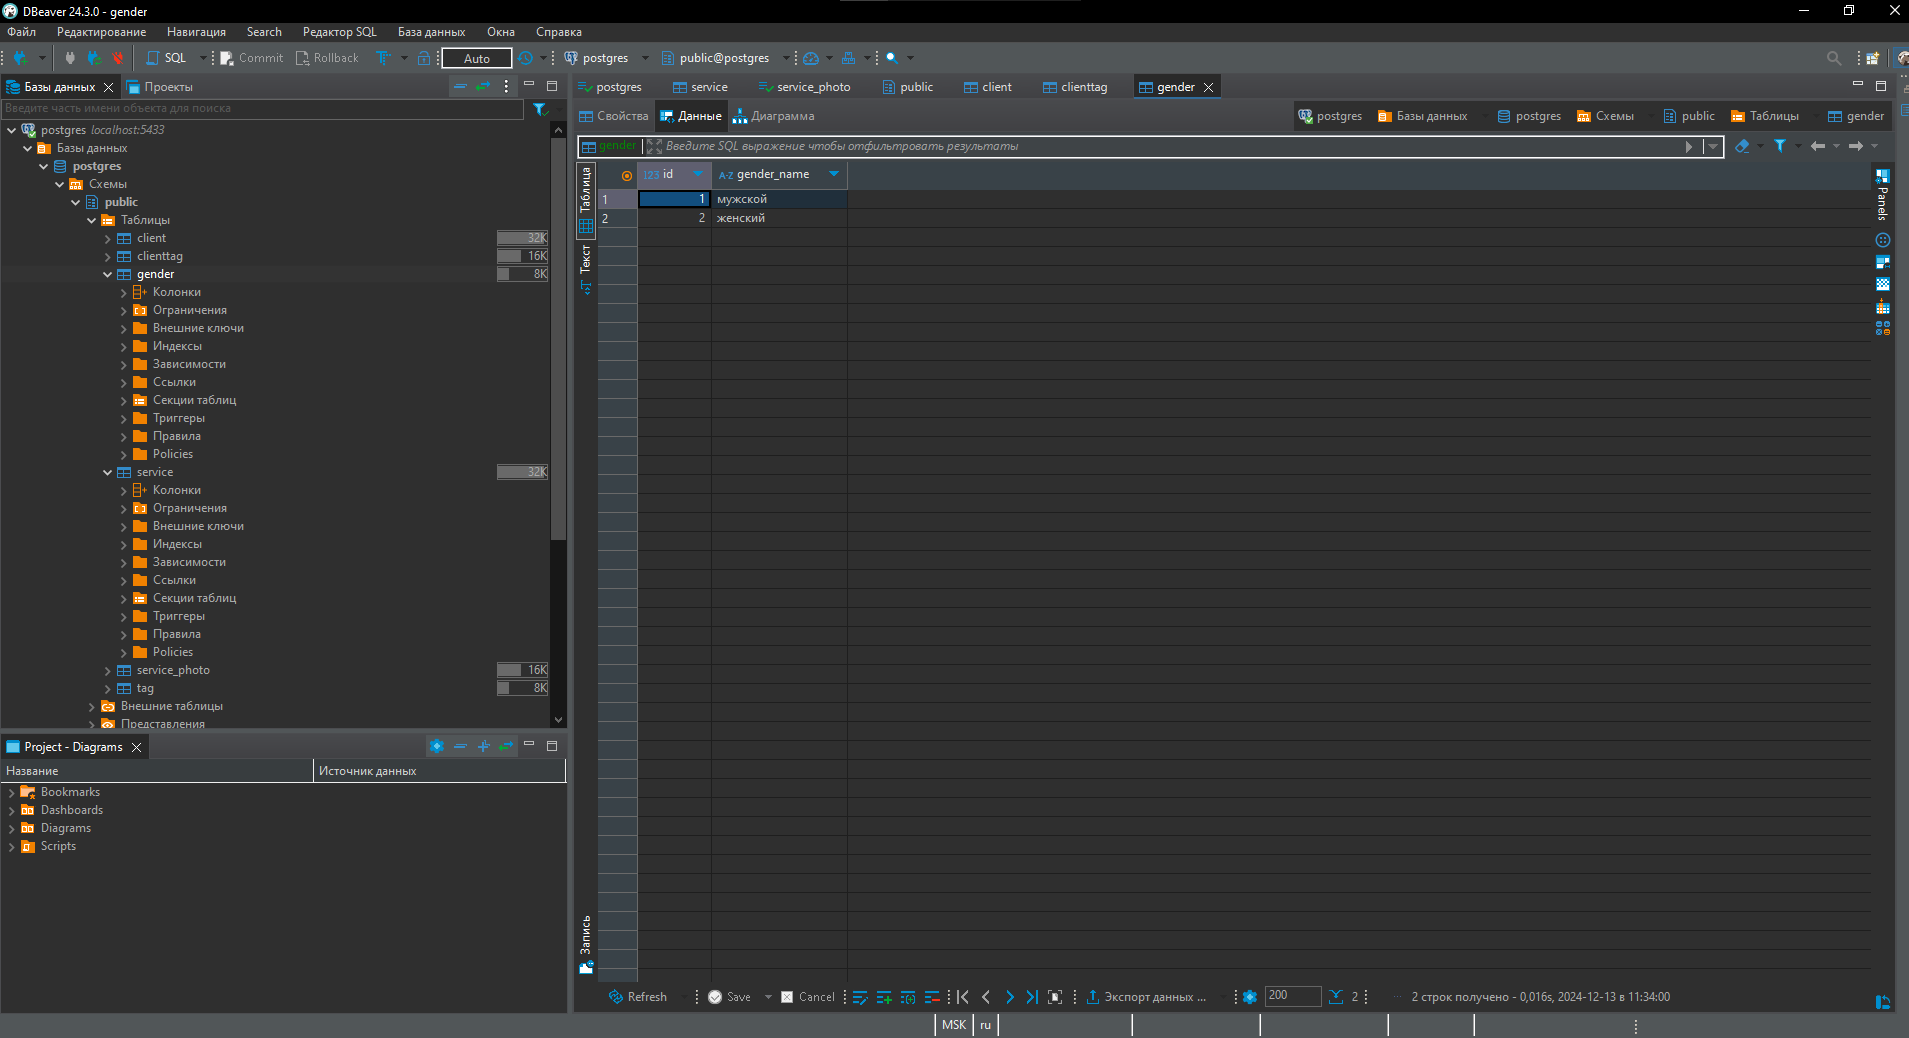 DBeaver 24.3.0 - gender
Файл Редактирование Навигация Search Редактор SQL База данных Окна Справка
SQL Commit Rollback Auto postgres public@postgres
Базы данных Проекты
Введите часть имени объекта для поиска
postgres localhost:5433
Базы данных
postgres
Схемы
public
Таблицы
client 32K
clienttag 16K
gender 8K
Колонки
Ограничения
Внешние ключи
Индексы
Зависимости
Ссылки
Секции таблиц
Триггеры
Правила
Policies
service 32K
Колонки
Ограничения
Внешние ключи
Индексы
Зависимости
Ссылки
Секции таблиц
Триггеры
Правила
Policies
service_photo 16K
tag 8K
Внешние таблицы
Представления
Project - Diagrams
Название Источник данных
Bookmarks
Dashboards
Diagrams
Scripts
postgres service service_photo public client clienttag gender
Свойства Данные Диаграмма
postgres Базы данных postgres Схемы public Таблицы gender
gender Введите SQL выражение чтобы отфильтровать результаты
Таблица
Текст
Запись
123 id A-Z gender_name
1 1 мужской
2 2 женский
Panels
Refresh Save Cancel Экспорт данных ... 200 2 2 строк получено - 0,016s, 2024-12-13 в 11:34:00
MSK ru